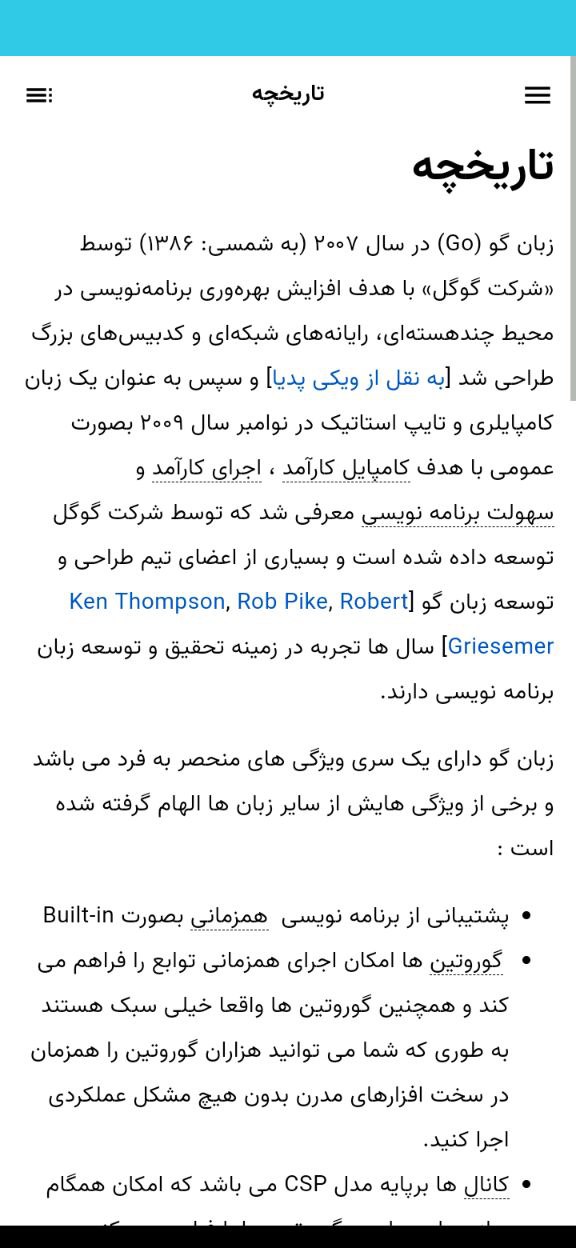 تاریخچه
تاریخچه
زبان گو (Go) در سال ۲۰۰۷ (به شمسی: ۱۳۸۶) توسط
«شرکت گوگل» با هدف افزایش بهره‌وری برنامه‌نویسی در
محیط چندهسته‌ای، رایانه‌های شبکه‌ای و کدبیس‌های بزرگ
طراحی شد [به نقل از ویکی پدیا] و سپس به عنوان یک زبان
کامپایلری و تایپ استاتیک در نوامبر سال ۲۰۰۹ بصورت
عمومی با هدف کامپایل کارآمد ، اجرای کارآمد و
سهولت برنامه نویسی معرفی شد که توسط شرکت گوگل
توسعه داده شده است و بسیاری از اعضای تیم طراحی و
توسعه زبان گو [Ken Thompson, Rob Pike, Robert
Griesemer] سال ها تجربه در زمینه تحقیق و توسعه زبان
برنامه نویسی دارند.
زبان گو دارای یک سری ویژگی های منحصر به فرد می باشد
و برخی از ویژگی هایش از سایر زبان ها الهام گرفته شده
است :
• پشتیبانی از برنامه نویسی همزمانی بصورت Built-in
• گوروتین ها امکان اجرای همزمانی توابع را فراهم می
کند و همچنین گوروتین ها واقعا خیلی سبک هستند
به طوری که شما می توانید هزاران گوروتین را همزمان
در سخت افزارهای مدرن بدون هیچ مشکل عملکردی
اجرا کنید.
• کانال ها برپایه مدل CSP می باشد که امکان همگام